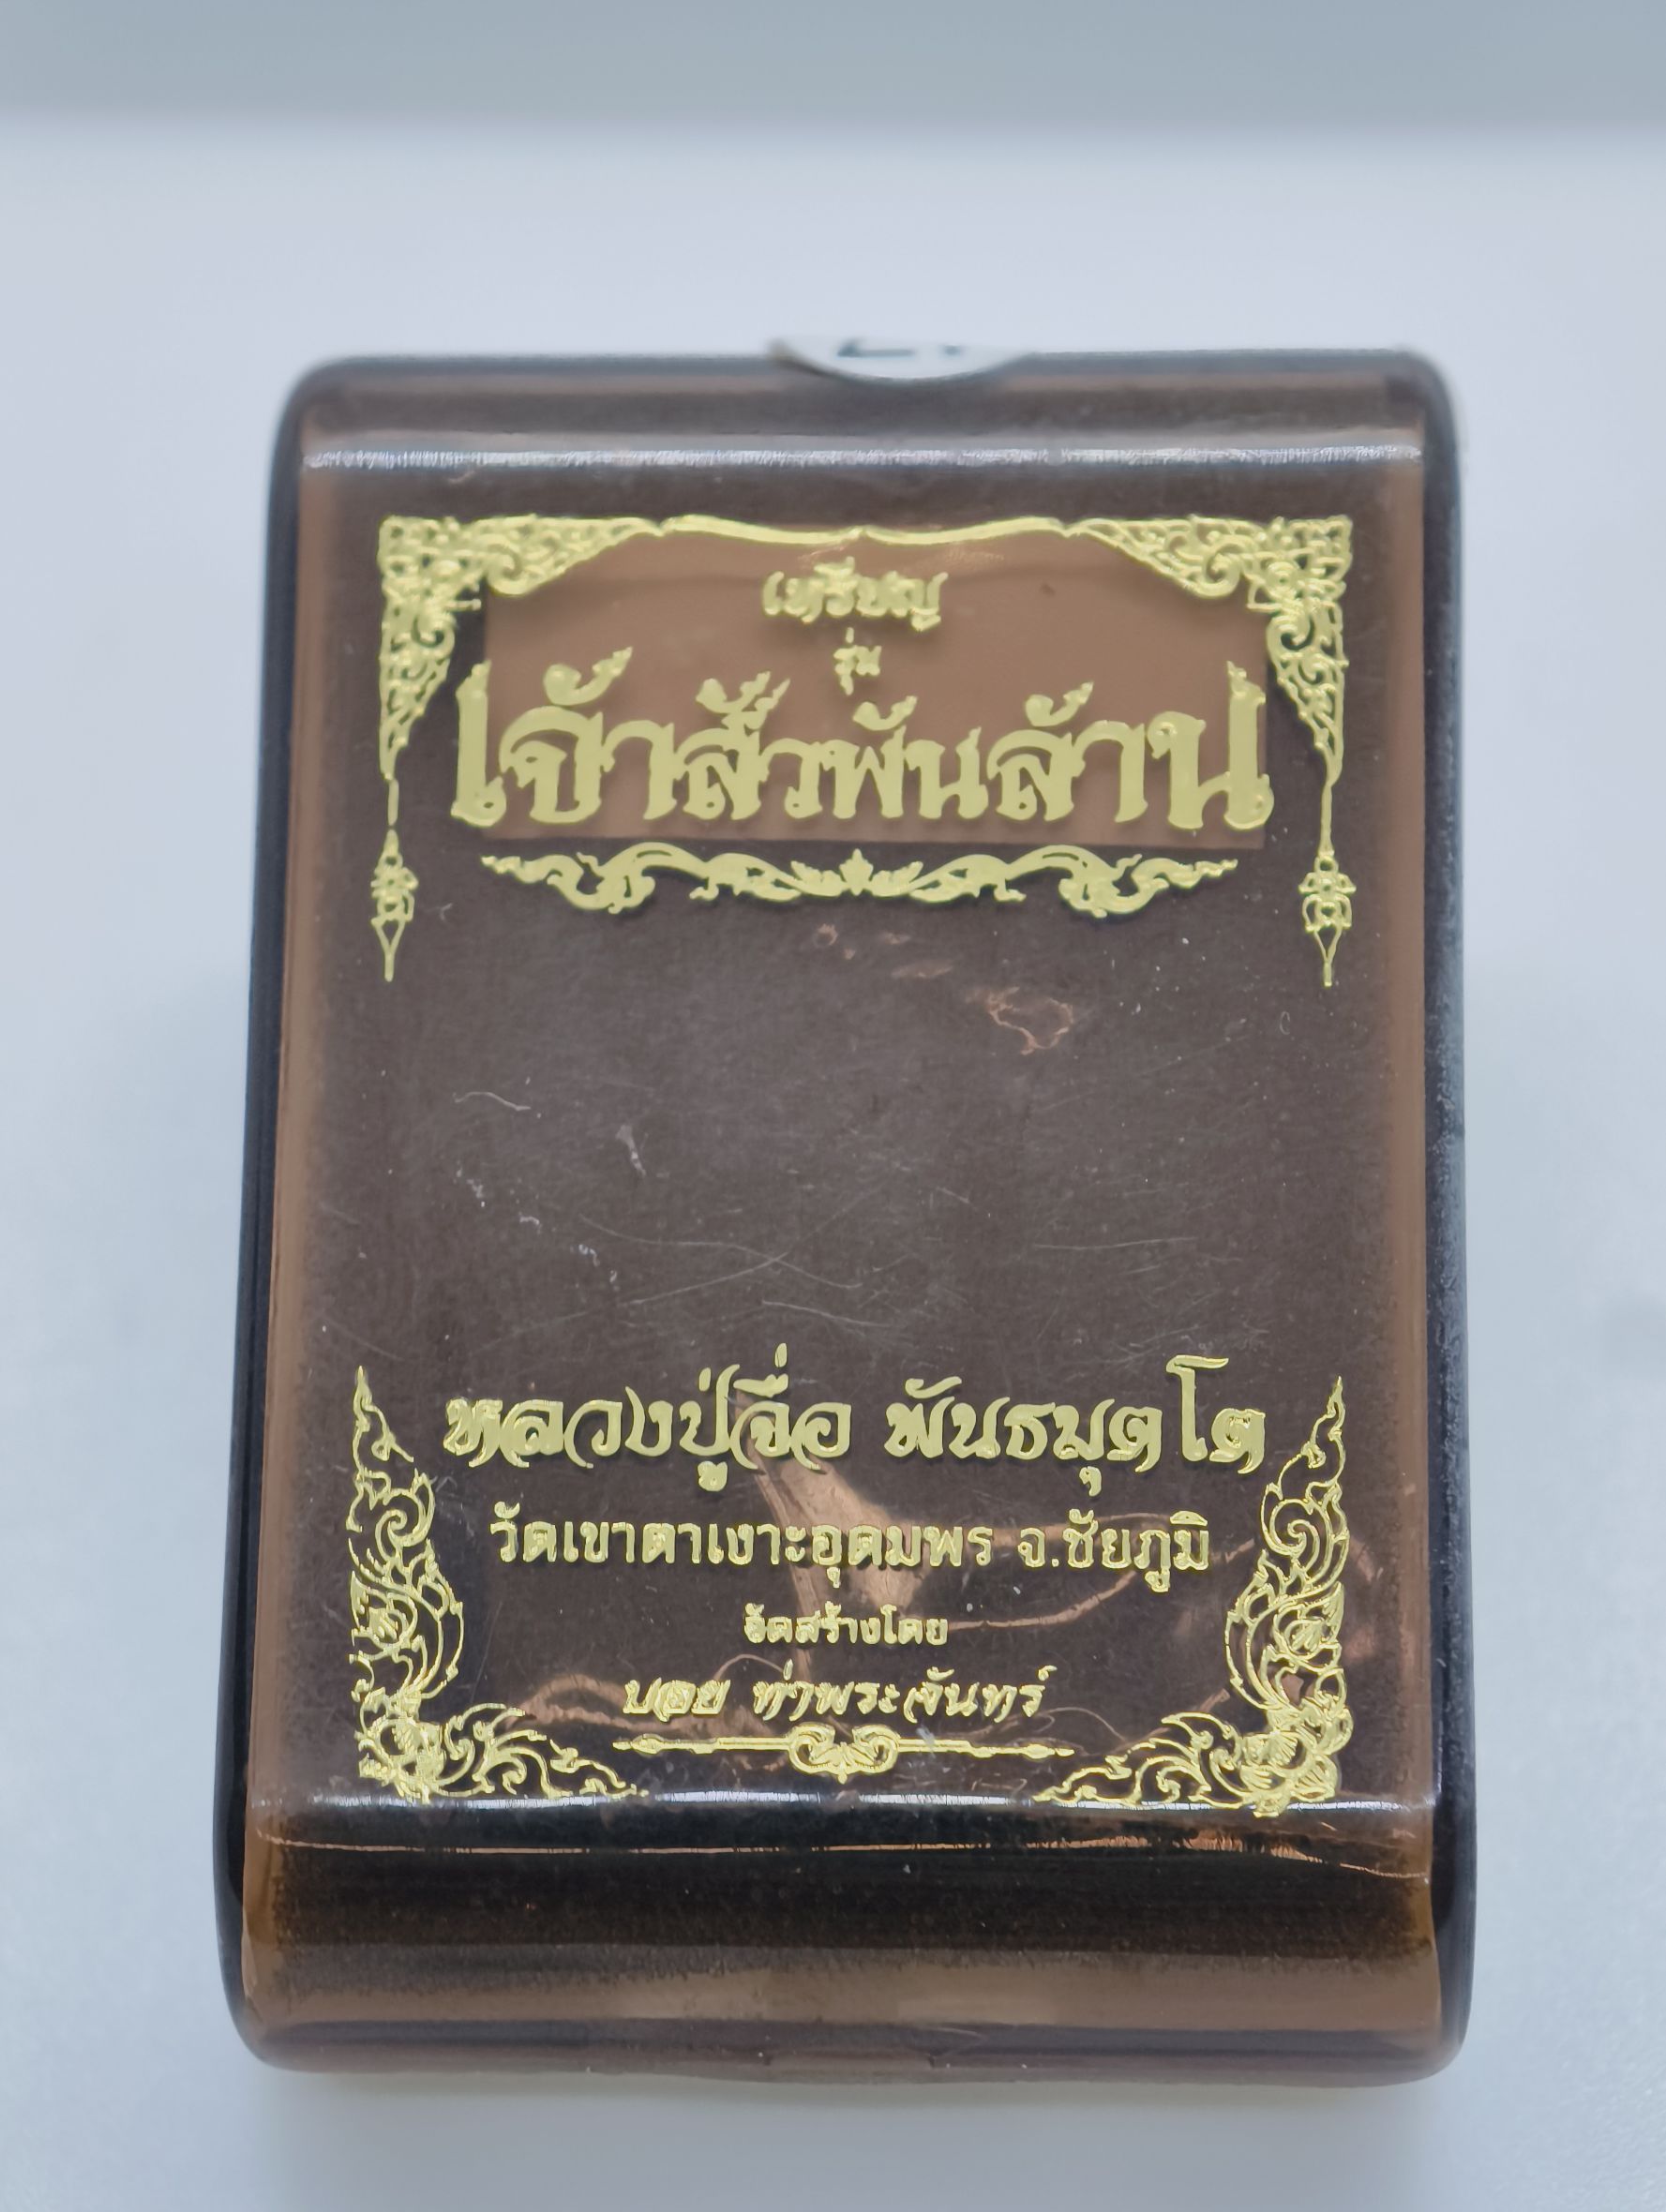 เหรียญ
รุ่น
เจ้าสัวพันล้าน
หลวงปู่จื่อ พันธมุตโต
วัดเขาตาเงาะอุดมพร จ.ชัยภูมิ
จัดสร้างโดย
บอย ท่าพระจันทร์